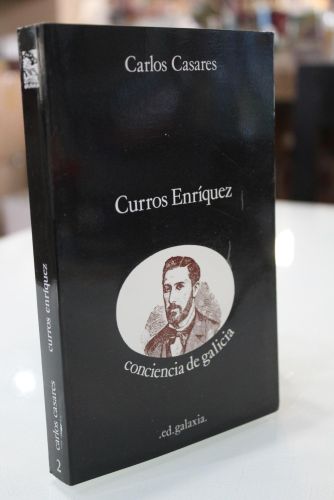 Carlos Casares
Curros Enríquez
conciencia de galicia
.ed.galaxia.
2 carlos casares curros enríquez